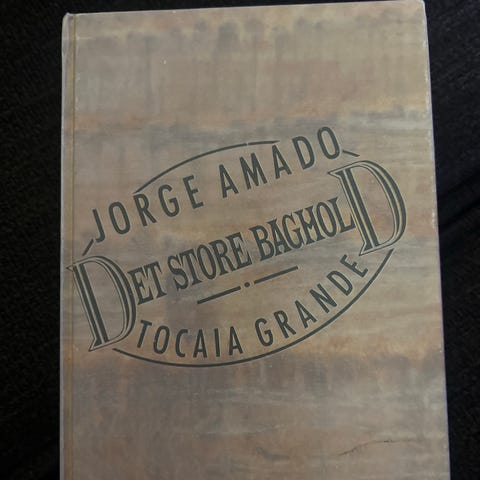 JORGE AMADO
DET STORE BAGHOLD
TOCAIA GRANDE